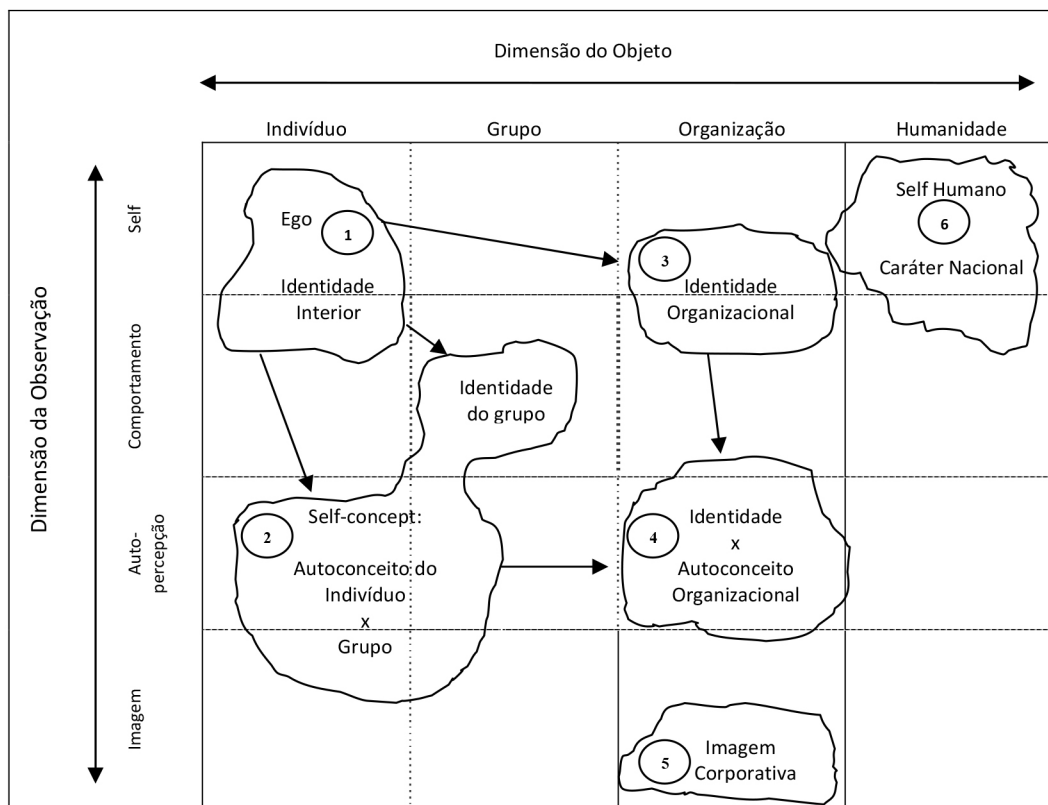 Dimensão do Objeto
Indivíduo
Grupo
Organização
Humanidade
Dimensão da Observação
Self
Comportamento
Auto-
percepção
Imagem
Ego
1
Identidade
Interior
3
Identidade
Organizacional
Self Humano
6
Caráter Nacional
Identidade
do grupo
2
Self-concept:
Autoconceito do
Indivíduo
x
Grupo
4
Identidade
x
Autoconceito
Organizacional
5
Imagem
Corporativa